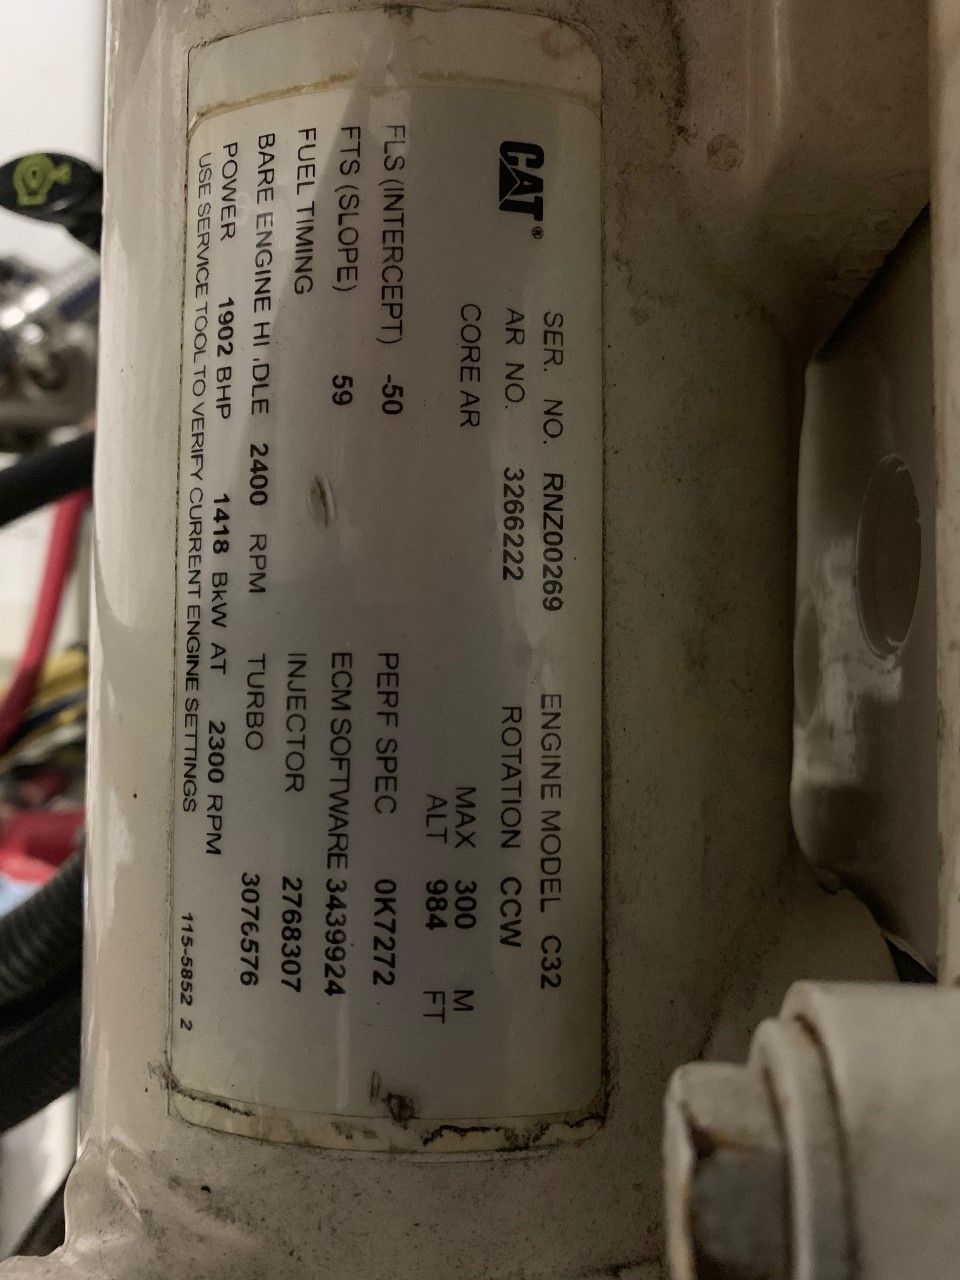 CAT®
SER. NO. RNZ00269 ENGINE MODEL C32
AR NO. 3266222 ROTATION CCW
CORE AR MAX 300 M
ALT 984 FT
FLS (INTERCEPT) -50 PERF SPEC 0K7272
FTS (SLOPE) 59 ECM SOFTWARE 3439924
FUEL TIMING INJECTOR 2768307
BARE ENGINE HI .DLE 2400 RPM TURBO 3076576
POWER 1902 BHP 1418 BkW AT 2300 RPM
USE SERVICE TOOL TO VERIFY CURRENT ENGINE SETTINGS 115-5852 2